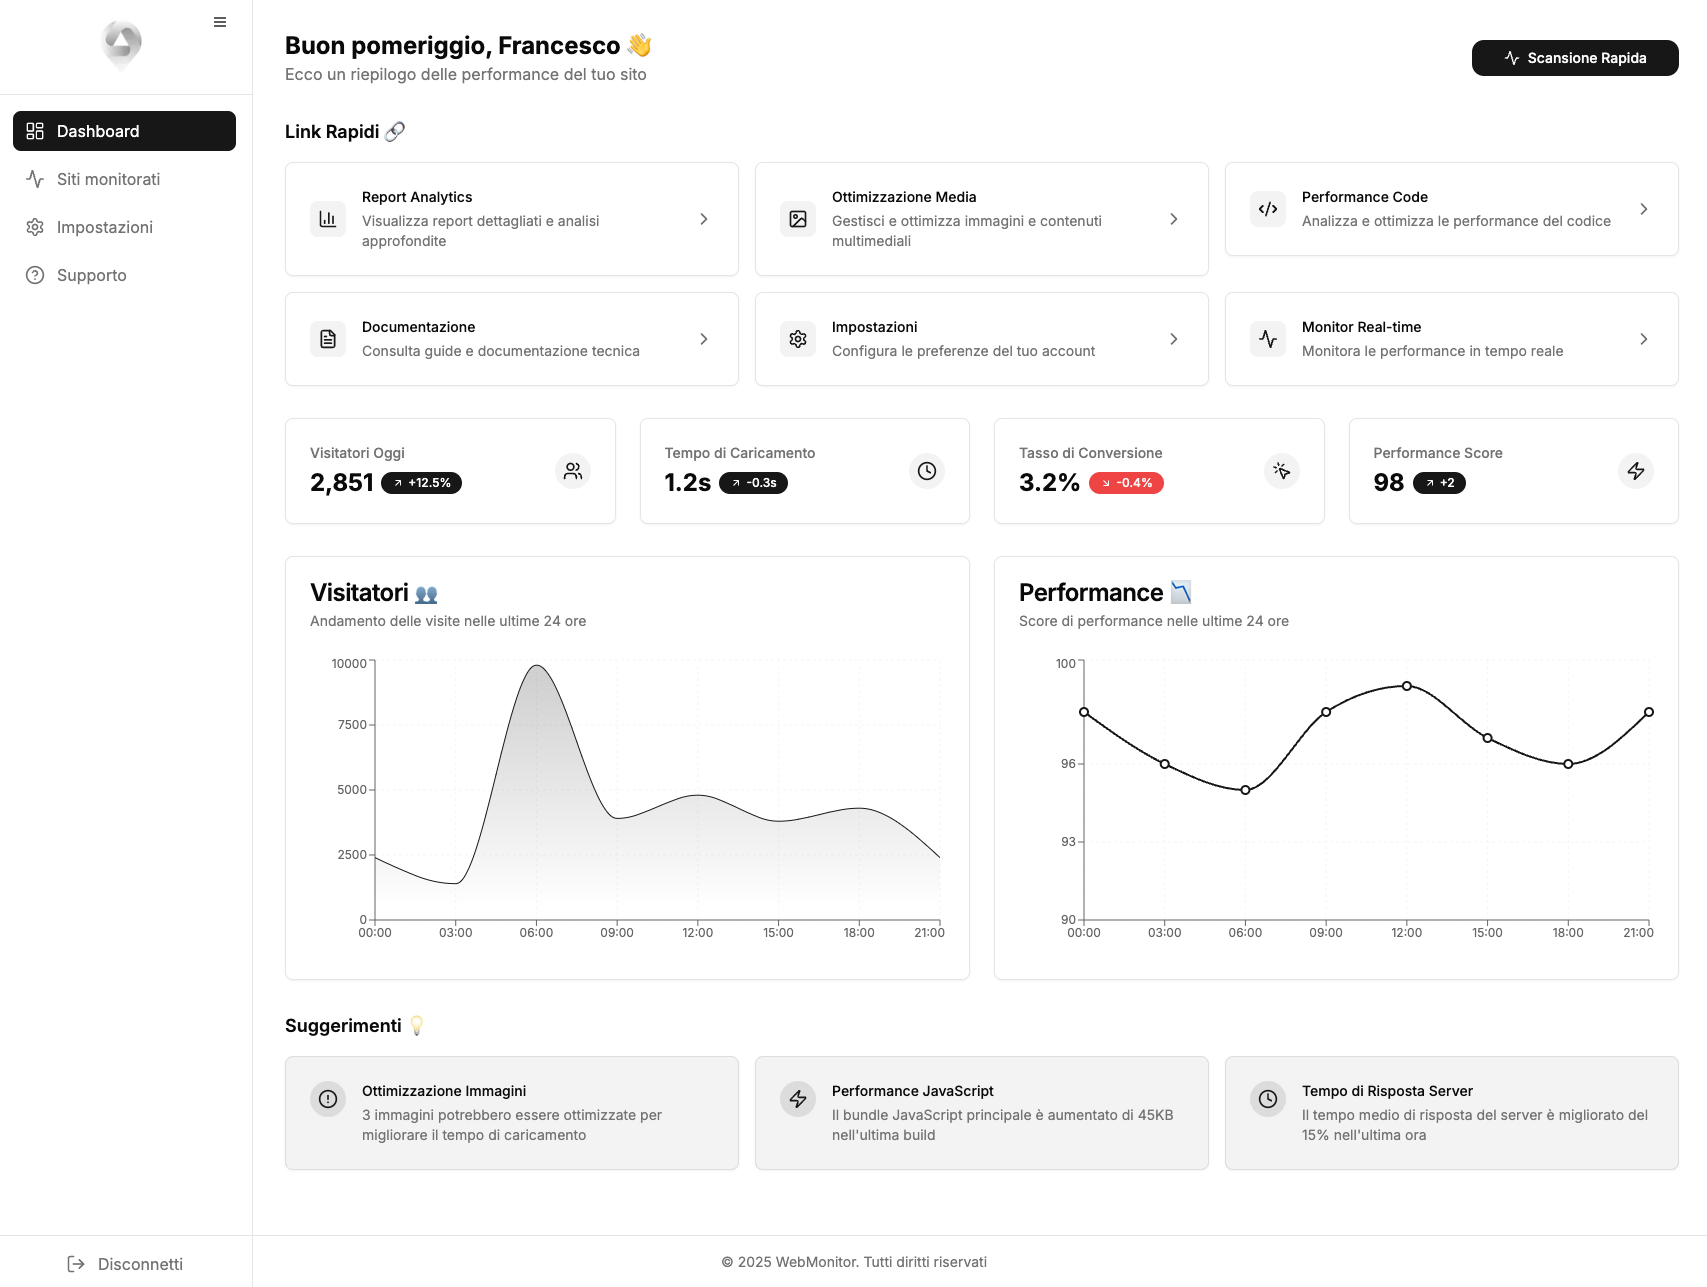 Dashboard
Siti monitorati
Impostazioni
Supporto
Disconnetti
Buon pomeriggio, Francesco 👋
Ecco un riepilogo delle performance del tuo sito
Scansione Rapida
Link Rapidi 🔗
Report Analytics
Visualizza report dettagliati e analisi
approfondite
Ottimizzazione Media
Gestisci e ottimizza immagini e contenuti
multimediali
Performance Code
Analizza e ottimizza le performance del codice
Documentazione
Consulta guide e documentazione tecnica
Impostazioni
Configura le preferenze del tuo account
Monitor Real-time
Monitora le performance in tempo reale
Visitatori Oggi
2,851 +12.5%
Tempo di Caricamento
1.2s -0.3s
Tasso di Conversione
3.2% -0.4%
Performance Score
98 +2
Visitatori 👥
Andamento delle visite nelle ultime 24 ore
10000
7500
5000
2500
0
00:00 03:00 06:00 09:00 12:00 15:00 18:00 21:00
Performance 📉
Score di performance nelle ultime 24 ore
100
96
93
90
00:00 03:00 06:00 09:00 12:00 15:00 18:00 21:00
Suggerimenti 💡
Ottimizzazione Immagini
3 immagini potrebbero essere ottimizzate per
migliorare il tempo di caricamento
Performance JavaScript
Il bundle JavaScript principale è aumentato di 45KB
nell'ultima build
Tempo di Risposta Server
Il tempo medio di risposta del server è migliorato del
15% nell'ultima ora
© 2025 WebMonitor. Tutti diritti riservati